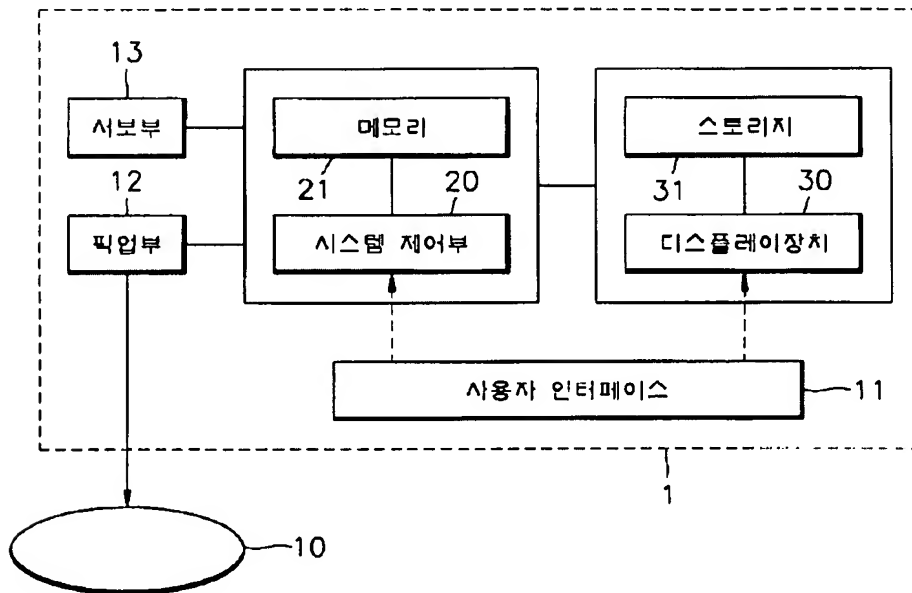 13
서보부
메모리
스토리지
21
20
31
30
12
픽업부
시스템 제어부
디스플레이장치
사용자 인터페이스
11
1
10